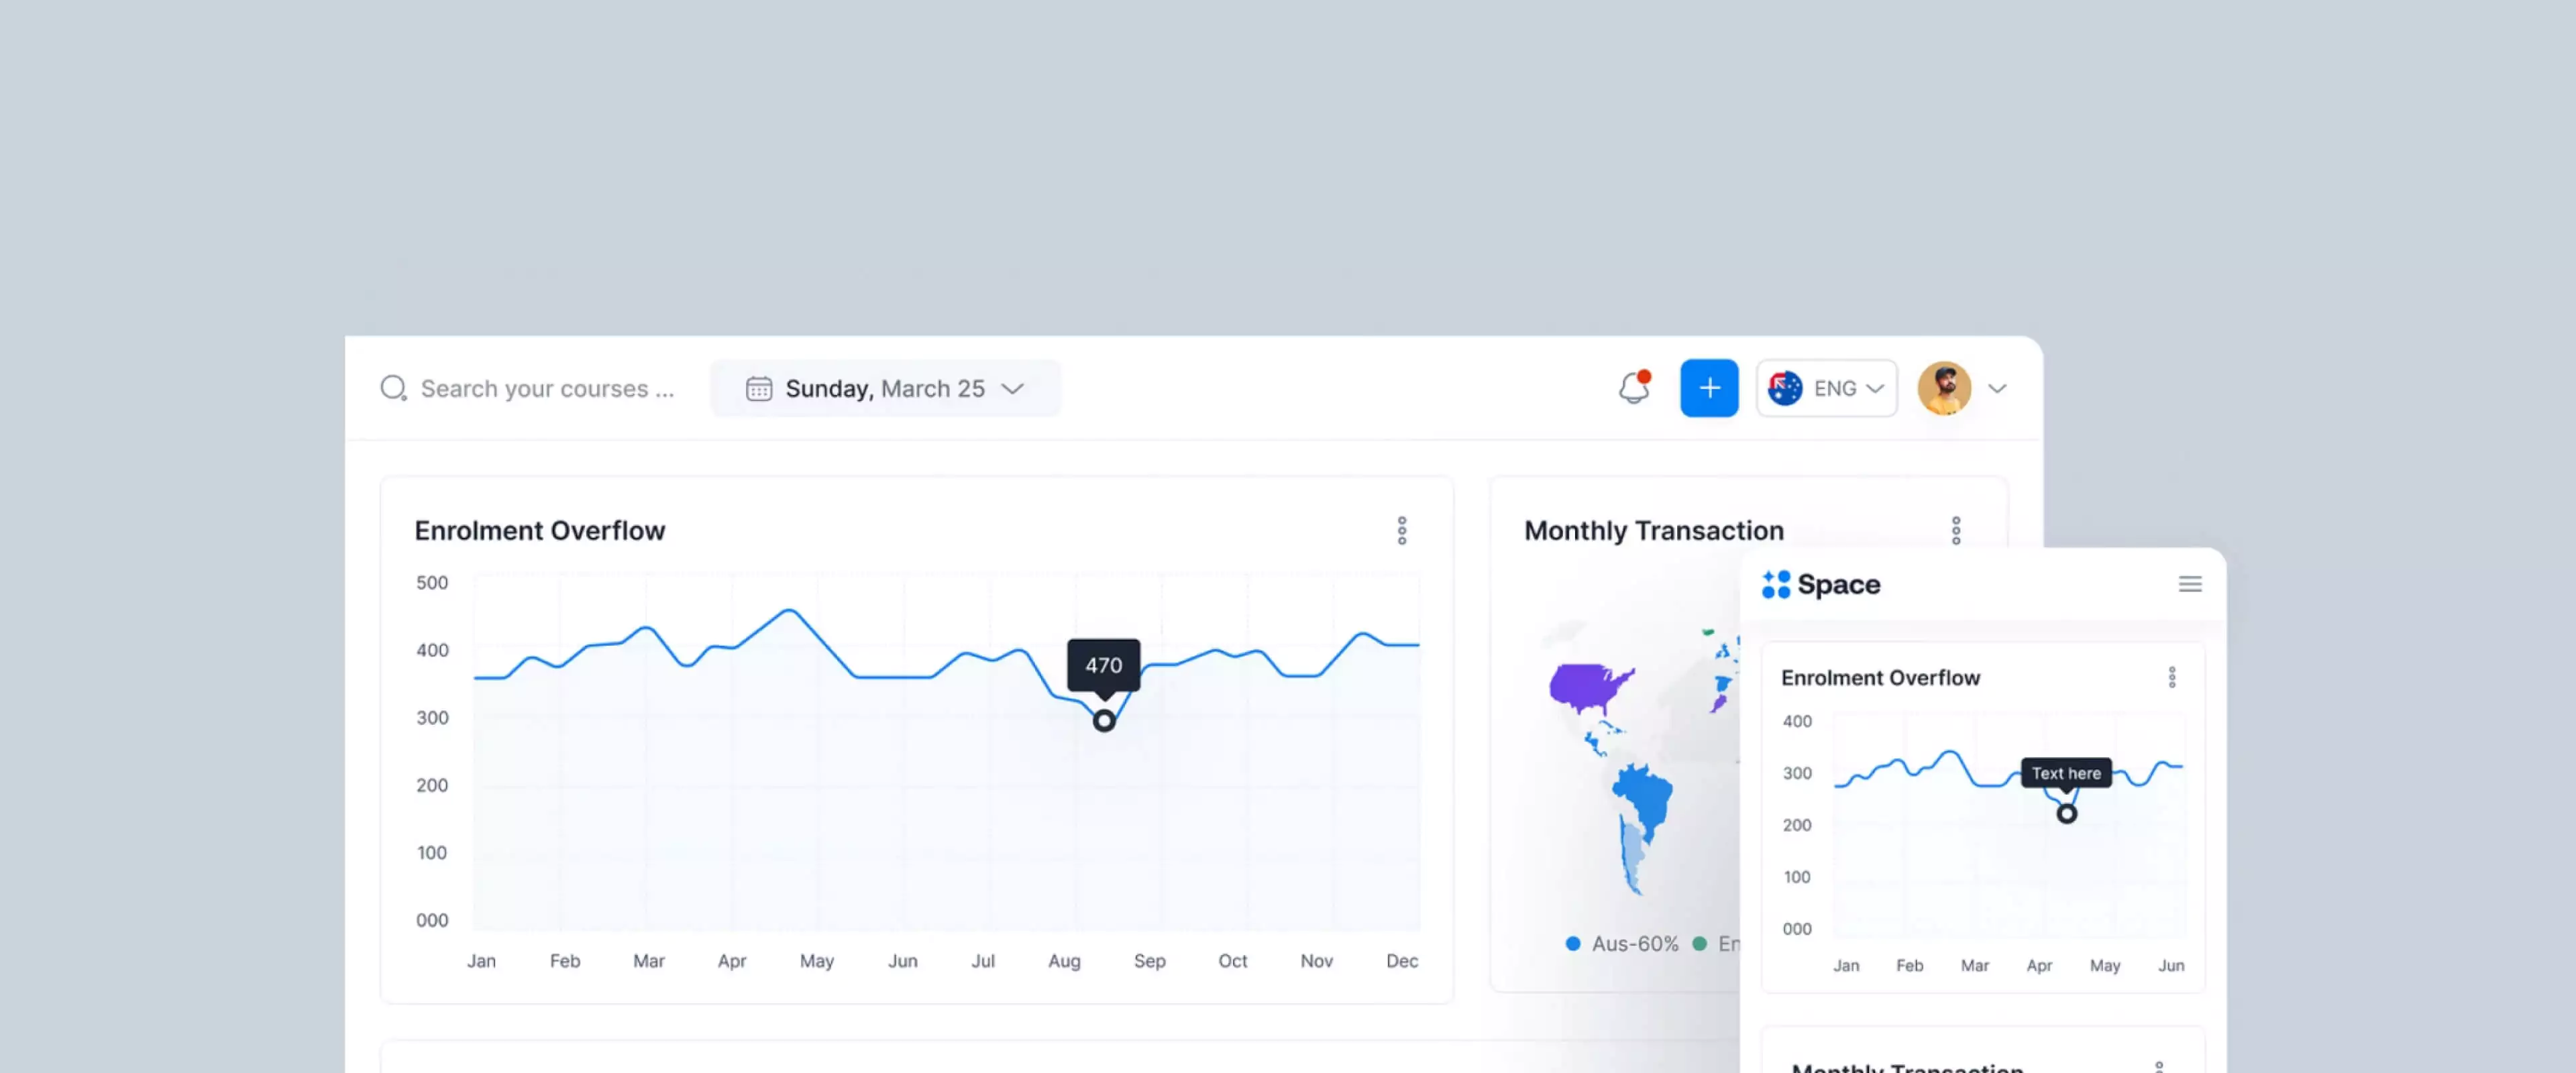 Search your courses ...
Sunday, March 25
ENG
Enrolment Overflow
500
400
300
200
100
000
470
Jan Feb Mar Apr May Jun Jul Aug Sep Oct Nov Dec
Monthly Transaction
Aus-60% En
Space
Enrolment Overflow
400
300
200
100
000
Text here
Jan Feb Mar Apr May Jun
Monthly Transaction